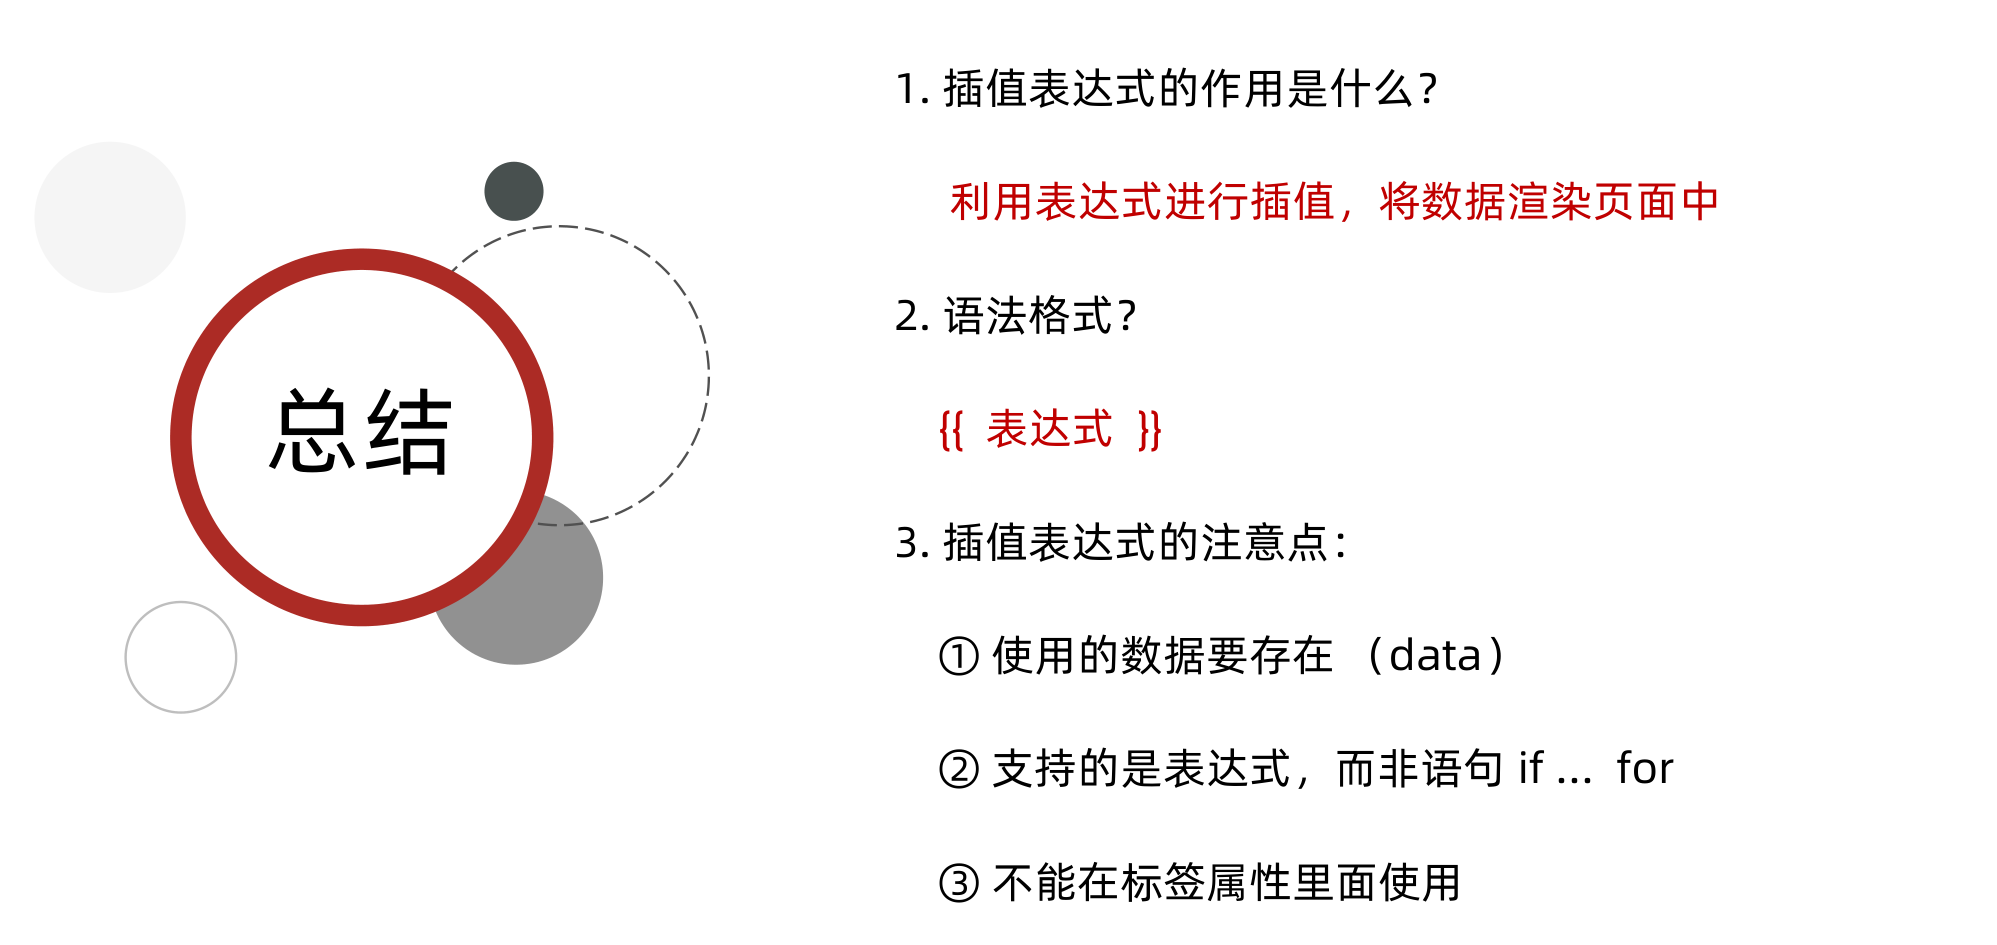 总结
1. 插值表达式的作用是什么？
利用表达式进行插值，将数据渲染页面中
2. 语法格式？
{{ 表达式 }}
3. 插值表达式的注意点：
① 使用的数据要存在 （data）
② 支持的是表达式，而非语句 if ... for
③ 不能在标签属性里面使用